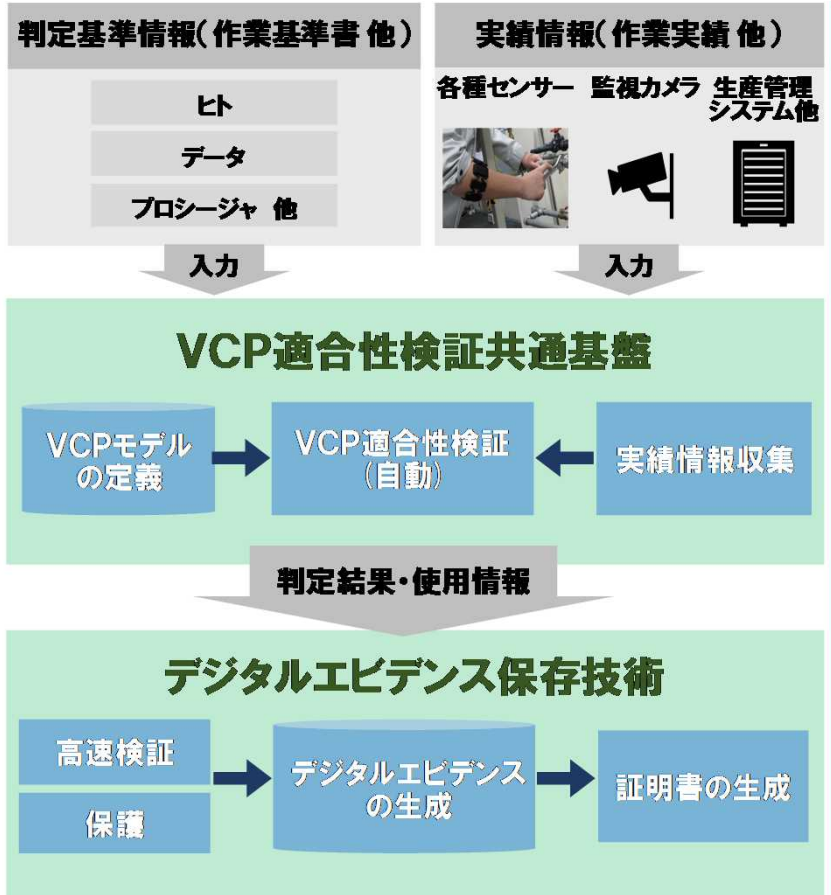 判定基準情報(作業基準書 他)
ヒト
データ
プロシージャ 他
入力
実績情報(作業実績 他)
各種センサー
監視カメラ
生産管理
システム他
入力
VCP適合性検証共通基盤
VCPモデル
の定義
VCP適合性検証
(自動)
実績情報収集
判定結果・使用情報
デジタルエビデンス保存技術
高速検証
保護
デジタルエビデンス
の生成
証明書の生成